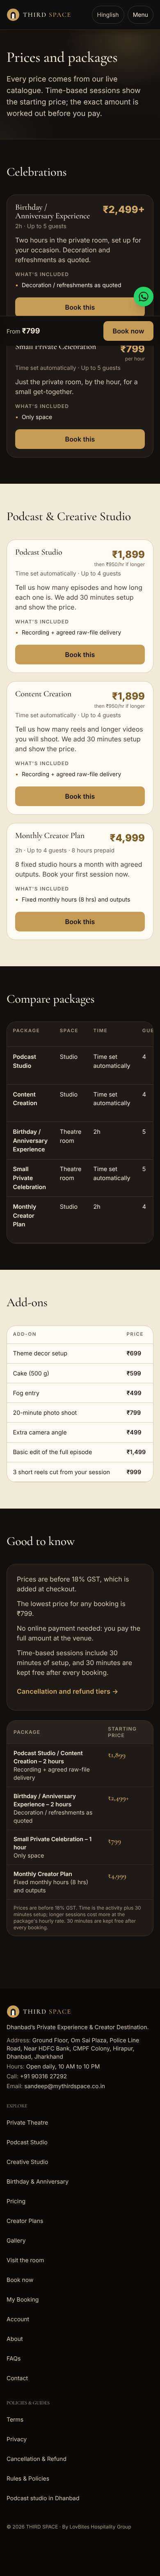 THIRD SPACE
Hinglish
Menu
Prices and packages
Every price comes from our live
catalogue. Time-based sessions show
the starting price; the exact amount is
worked out before you pay.
Celebrations
Birthday /
Anniversary Experience
₹2,499+
2h · Up to 5 guests
Two hours in the private room, set up for
your occasion. Decoration and
refreshments as quoted.
WHAT'S INCLUDED
• Decoration / refreshments as quoted
Book this
From ₹799
Book now
Small Private Celebration
₹799
per hour
Time set automatically · Up to 5 guests
Just the private room, by the hour, for a
small get-together.
WHAT'S INCLUDED
• Only space
Book this
Podcast & Creative Studio
Podcast Studio
₹1,899
then ₹950/hr if longer
Time set automatically · Up to 4 guests
Tell us how many episodes and how long
each one is. We add 30 minutes setup
and show the price.
WHAT'S INCLUDED
• Recording + agreed raw-file delivery
Book this
Content Creation
₹1,899
then ₹950/hr if longer
Time set automatically · Up to 4 guests
Tell us how many reels and longer videos
you will shoot. We add 30 minutes setup
and show the price.
WHAT'S INCLUDED
• Recording + agreed raw-file delivery
Book this
Monthly Creator Plan
₹4,999
2h · Up to 4 guests · 8 hours prepaid
8 fixed studio hours a month with agreed
outputs. Book your first session now.
WHAT'S INCLUDED
• Fixed monthly hours (8 hrs) and outputs
Book this
Compare packages
PACKAGE SPACE TIME GUE
Podcast Studio Studio Time set automatically 4
Content Creation Studio Time set automatically 4
Birthday / Anniversary Experience Theatre room 2h 5
Small Private Celebration Theatre room Time set automatically 5
Monthly Creator Plan Studio 2h 4
Add-ons
ADD-ON PRICE
Theme decor setup ₹699
Cake (500 g) ₹599
Fog entry ₹499
20-minute photo shoot ₹799
Extra camera angle ₹499
Basic edit of the full episode ₹1,499
3 short reels cut from your session ₹999
Good to know
Prices are before 18% GST, which is
added at checkout.
The lowest price for any booking is
₹799.
No online payment needed: you pay the
full amount at the venue.
Time-based sessions include 30
minutes of setup, and 30 minutes are
kept free after every booking.
Cancellation and refund tiers →
PACKAGE STARTING PRICE
Podcast Studio / Content
Creation – 2 hours
Recording + agreed raw-file
delivery
₹1,899
Birthday / Anniversary
Experience – 2 hours
Decoration / refreshments as
quoted
₹2,499+
Small Private Celebration – 1
hour
Only space
₹799
Monthly Creator Plan
Fixed monthly hours (8 hrs)
and outputs
₹4,999
Prices are before 18% GST. Time is the activity plus 30
minutes setup; longer sessions cost more at the
package's hourly rate. 30 minutes are kept free after
every booking.
THIRD SPACE
Dhanbad's Private Experience & Creator Destination.
Address: Ground Floor, Om Sai Plaza, Police Line
Road, Near HDFC Bank, CMPF Colony, Hirapur,
Dhanbad, Jharkhand
Hours: Open daily, 10 AM to 10 PM
Call: +91 90316 27292
Email: sandeep@mythirdspace.co.in
EXPLORE
Private Theatre
Podcast Studio
Creative Studio
Birthday & Anniversary
Pricing
Creator Plans
Gallery
Visit the room
Book now
My Booking
Account
About
FAQs
Contact
POLICIES & GUIDES
Terms
Privacy
Cancellation & Refund
Rules & Policies
Podcast studio in Dhanbad
© 2026 THIRD SPACE · By LovBliss Hospitality Group